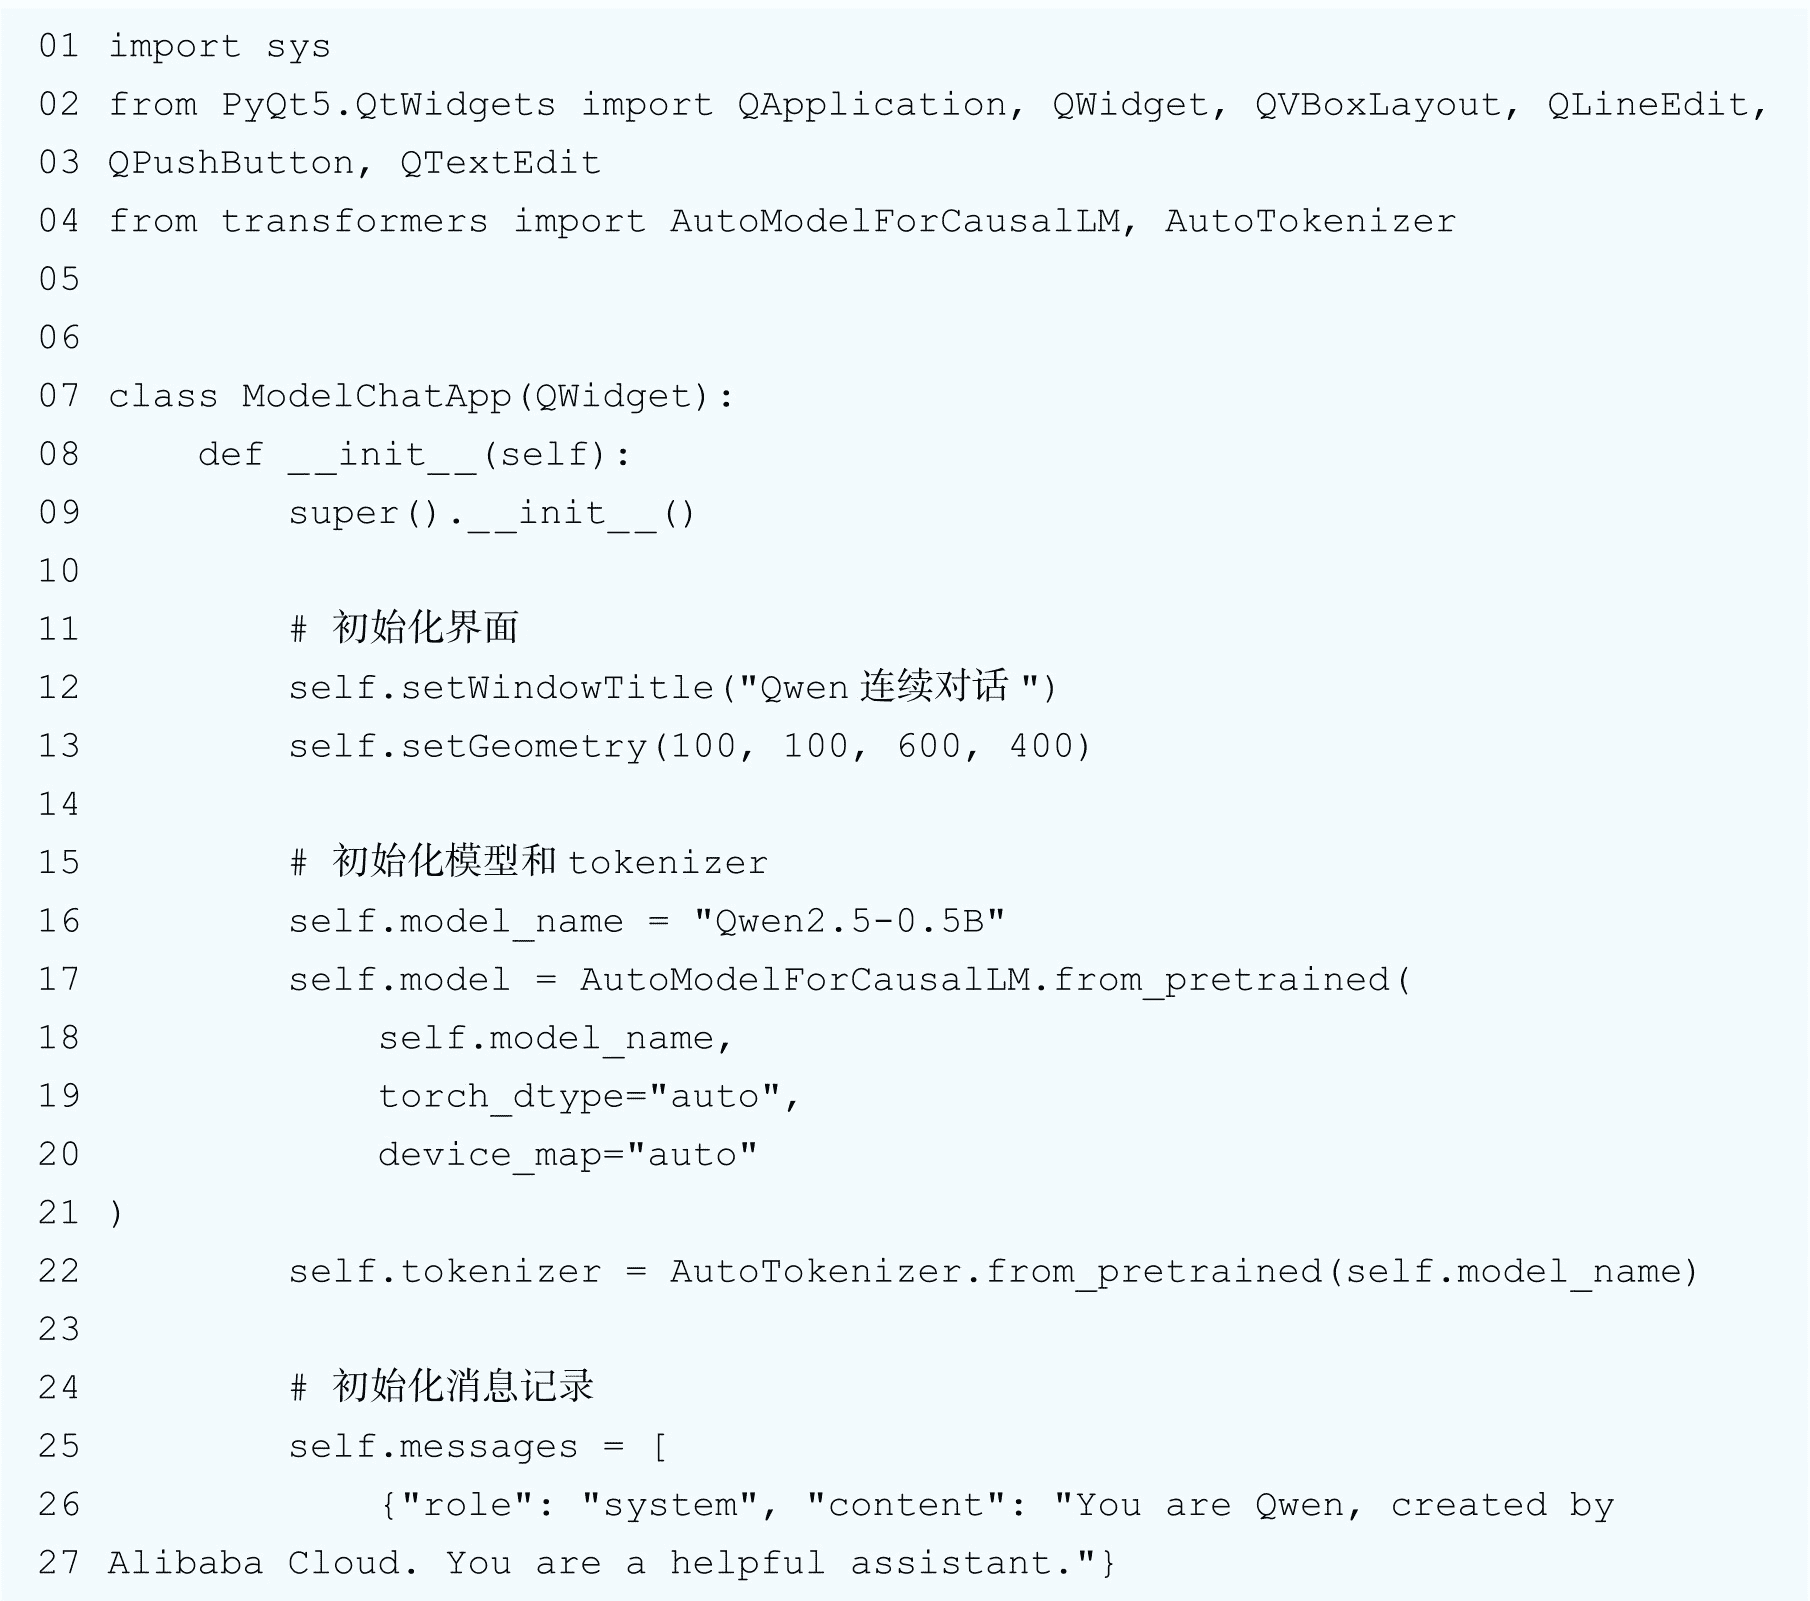 01 import sys
02 from PyQt5.QtWidgets import QApplication, QWidget, QVBoxLayout, QLineEdit,
03 QPushButton, QTextEdit
04 from transformers import AutoModelForCausalLM, AutoTokenizer
05
06
07 class ModelChatApp(QWidget):
08     def __init__(self):
09         super().__init__()
10
11         # 初始化界面
12         self.setWindowTitle("Qwen 连续对话 ")
13         self.setGeometry(100, 100, 600, 400)
14
15         # 初始化模型和 tokenizer
16         self.model_name = "Qwen2.5-0.5B"
17         self.model = AutoModelForCausalLM.from_pretrained(
18             self.model_name,
19             torch_dtype="auto",
20             device_map="auto"
21 )
22         self.tokenizer = AutoTokenizer.from_pretrained(self.model_name)
23
24         # 初始化消息记录
25         self.messages = [
26             {"role": "system", "content": "You are Qwen, created by
27 Alibaba Cloud. You are a helpful assistant."}